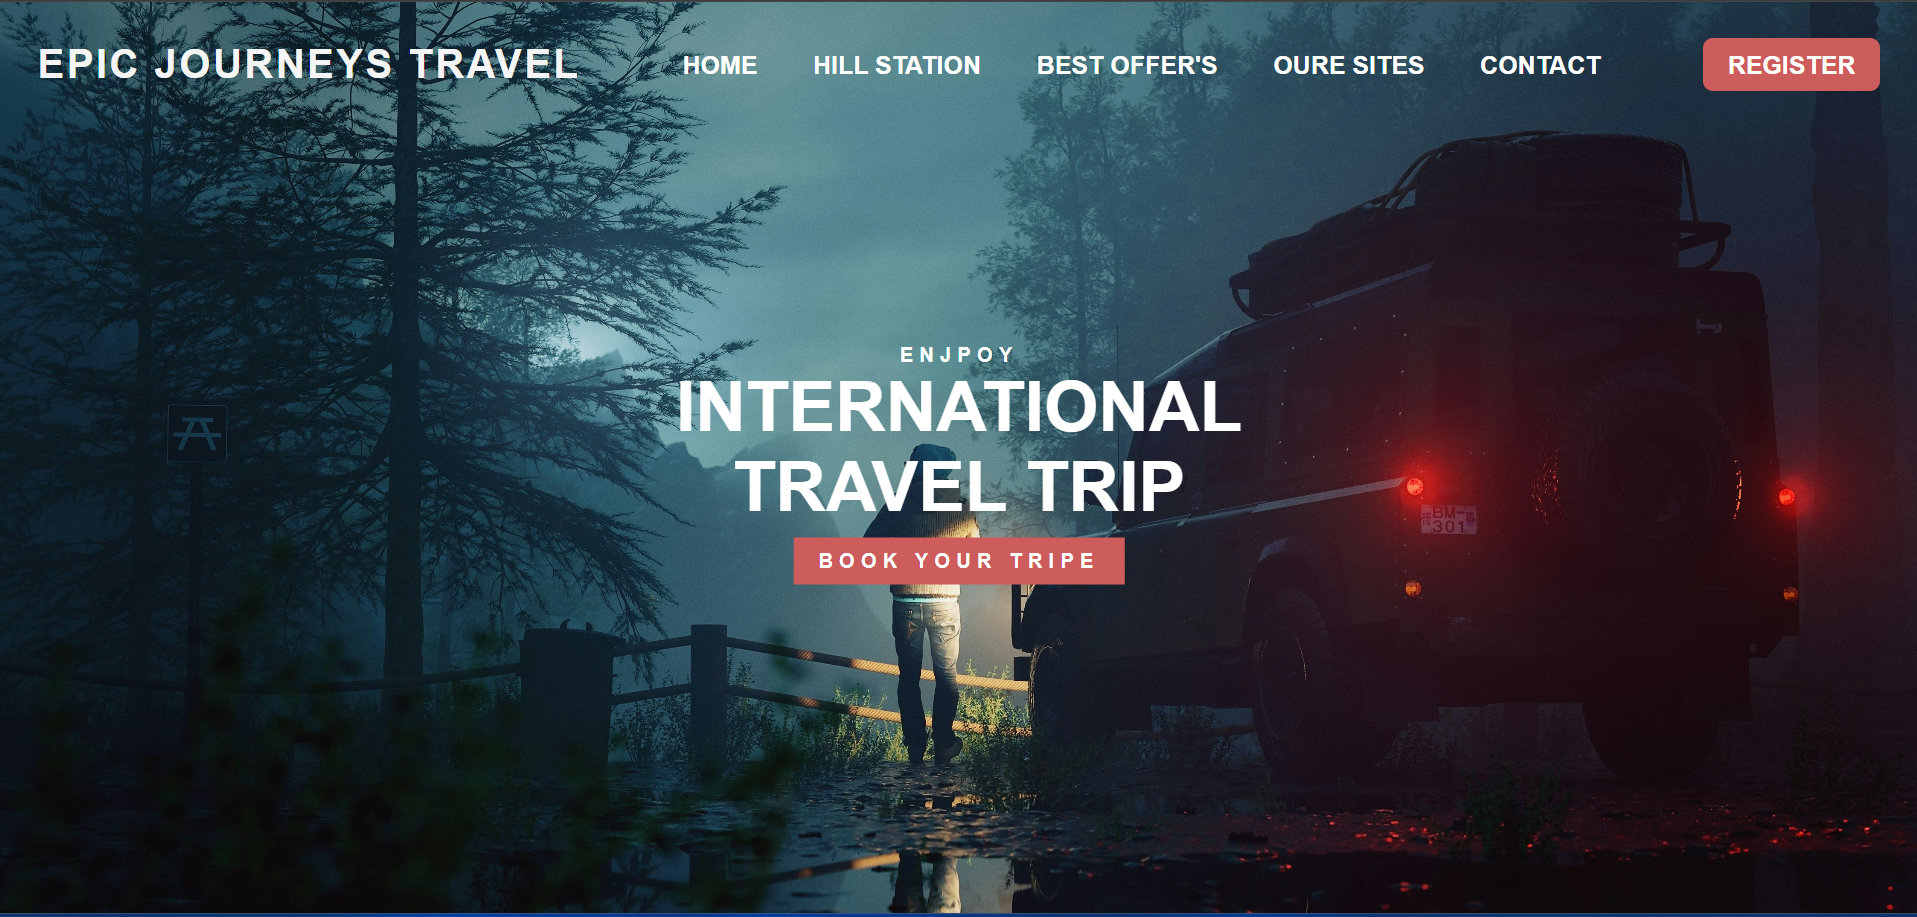 EPIC JOURNEYS TRAVEL
HOME
HILL STATION
BEST OFFER'S
OURE SITES
CONTACT
REGISTER
ENJPOY
INTERNATIONAL
TRAVEL TRIP
BOOK YOUR TRIPE
BM-
301